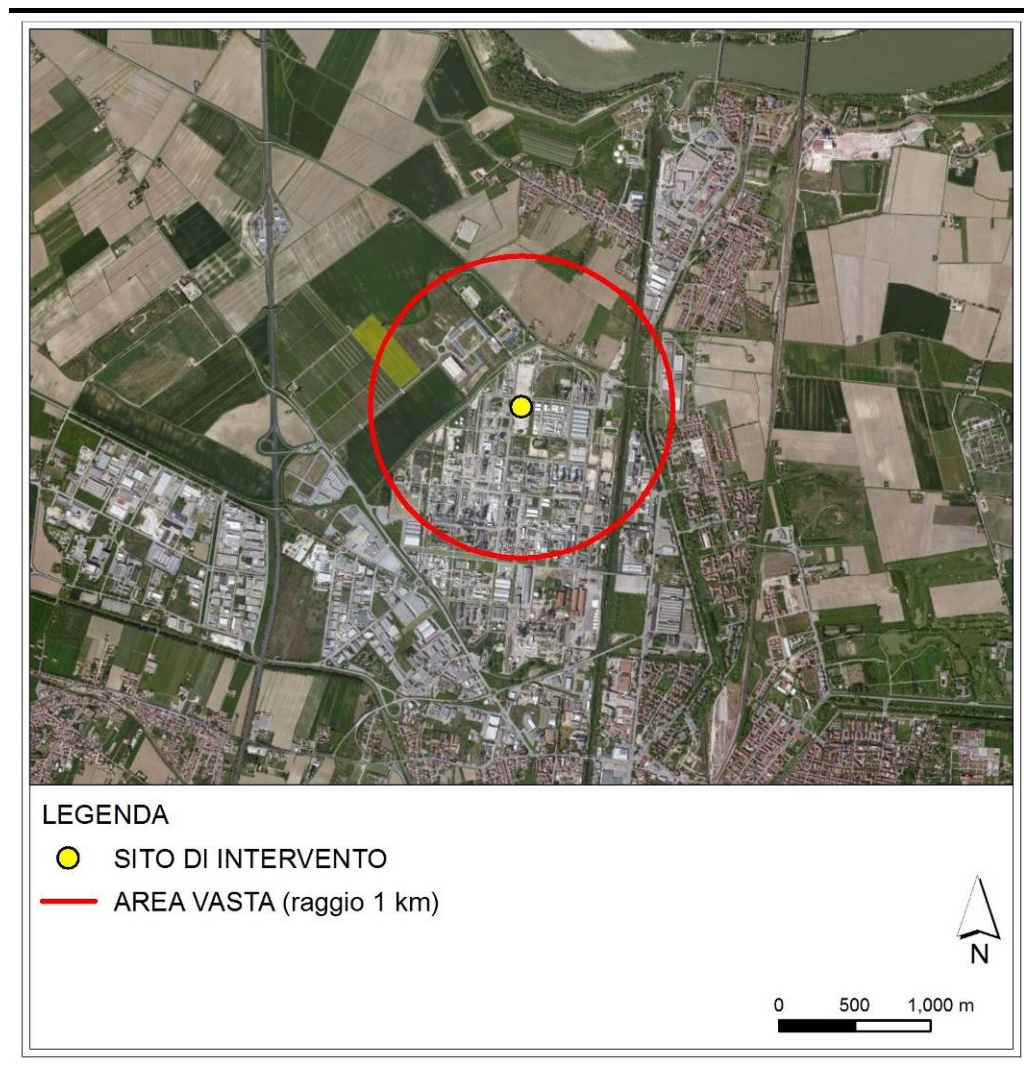 LEGENDA
SITO DI INTERVENTO
AREA VASTA (raggio 1 km)
N
0 500 1,000 m